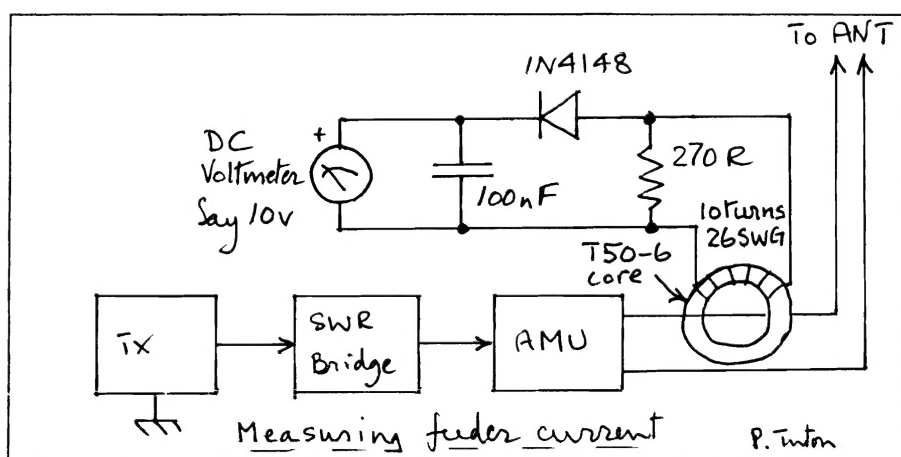 To ANT
1N4148
DC
Voltmeter
Say 10v
+
100nF
270R
10turns
26SWG
T50-6
core
TX
SWR
Bridge
AMU
Measuring feeder current
P.